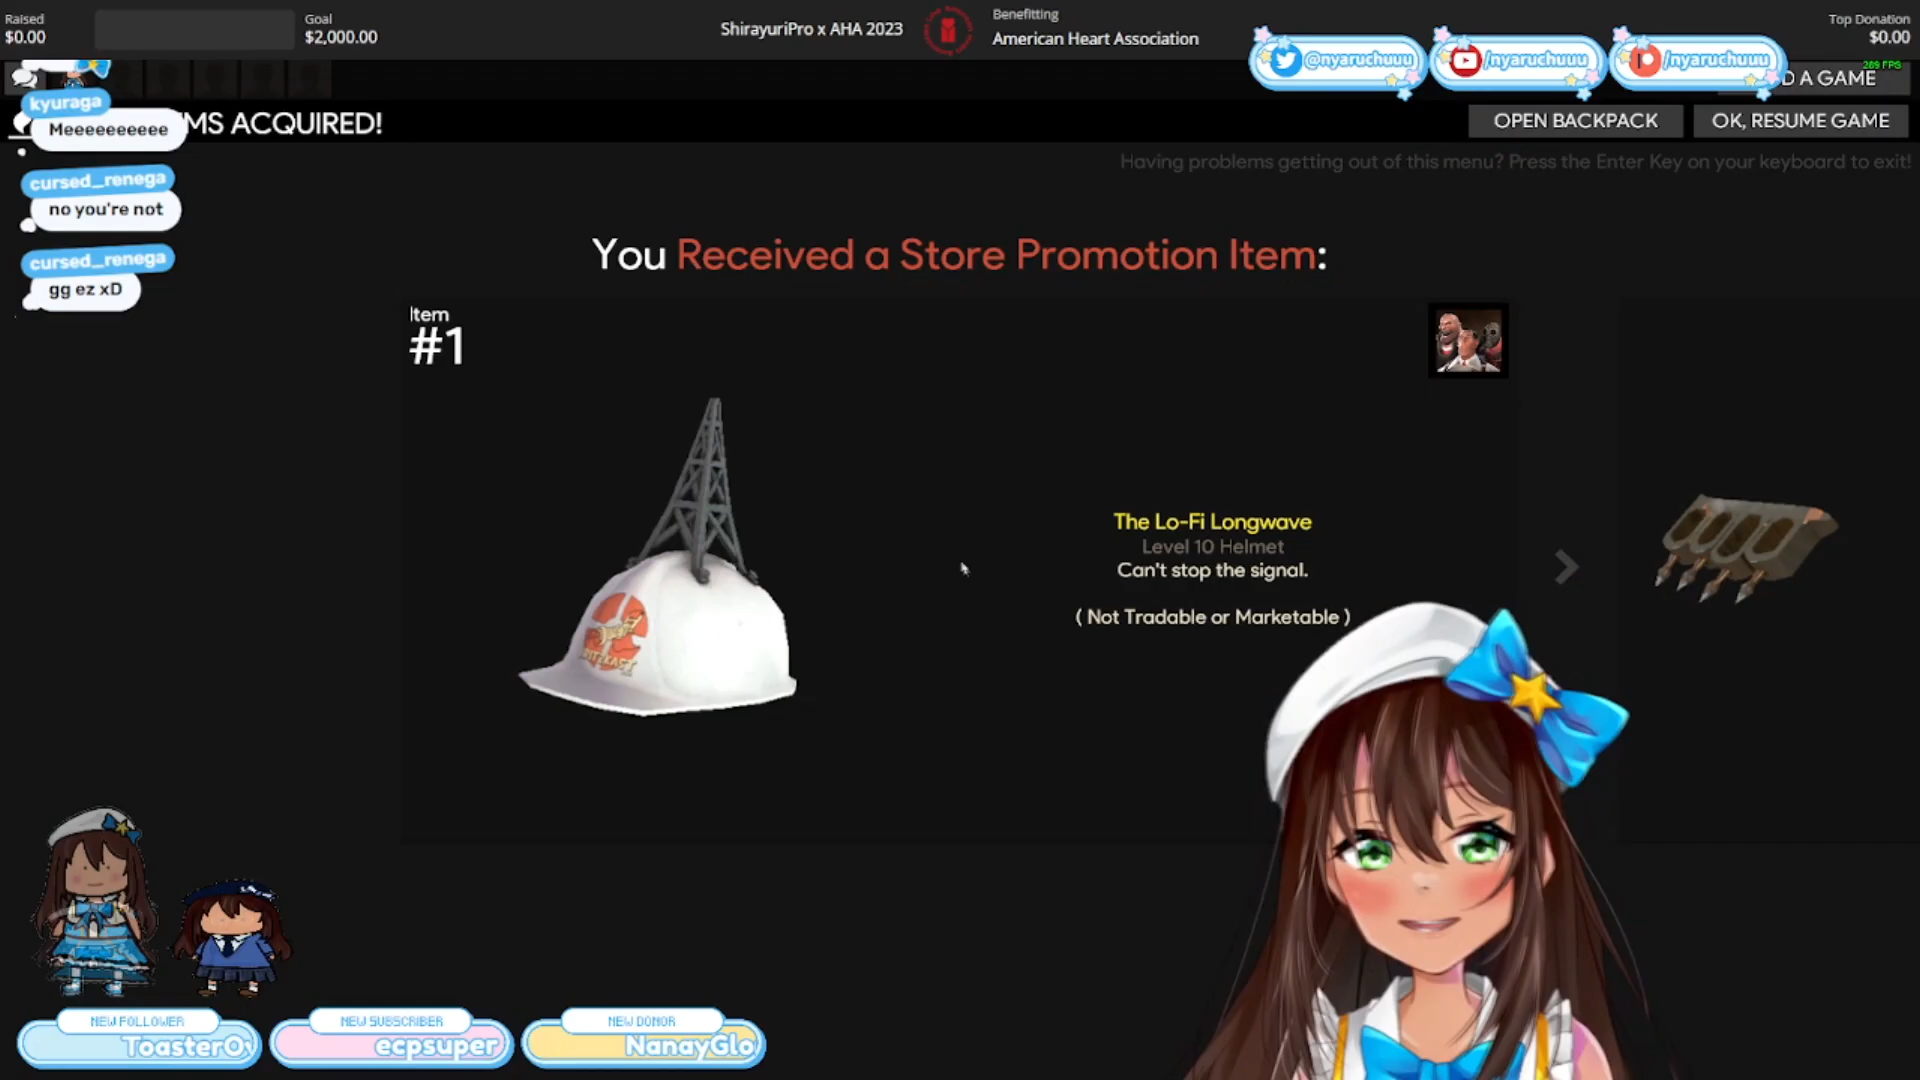 Raised
$0.00
Goal
$2,000.00
ShirayuriPro x AHA 2023
Benefitting
American Heart Association
@nyaruchuuu
/nyaruchuuu
/nyaruchuuu
Top Donation
$0.00
269 FPS
D A GAME
MS ACQUIRED!
OPEN BACKPACK
OK, RESUME GAME
Having problems getting out of this menu? Press the Enter Key on your keyboard to exit!
kyuraga
Meeeeeeeeee
cursed_renega
no you're not
cursed_renega
gg ez xD
You Received a Store Promotion Item:
Item
#1
The Lo-Fi Longwave
Level 10 Helmet
Can't stop the signal.
( Not Tradable or Marketable )
NEW FOLLOWER
ToasterO
NEW SUBSCRIBER
ecpsuper
NEW DONOR
NanayGlo